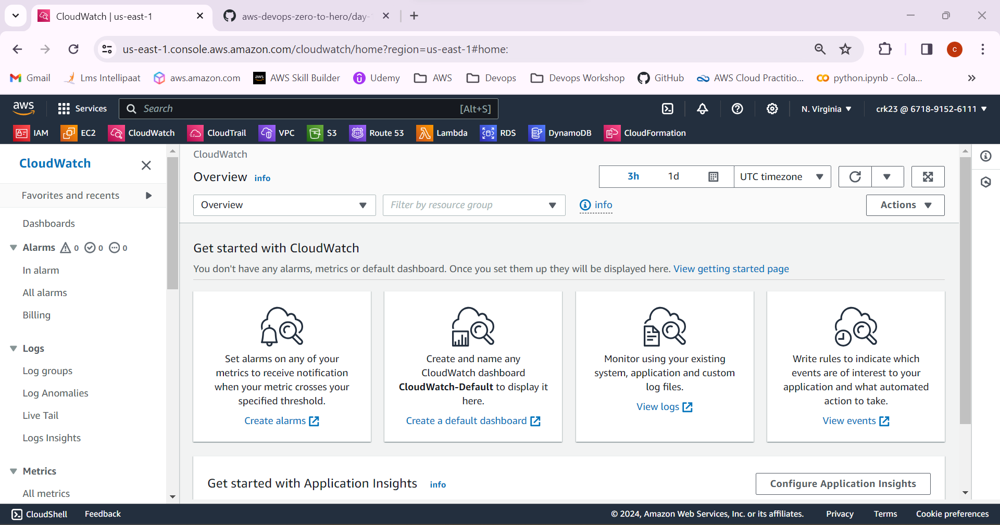 CloudWatch | us-east-1
aws-devops-zero-to-hero/day-
us-east-1.console.aws.amazon.com/cloudwatch/home?region=us-east-1#home:
c
Gmail
Lms Intellipaat
aws.amazon.com
aws
AWS Skill Builder
Udemy
AWS
Devops
Devops Workshop
GitHub
AWS Cloud Practitio...
python.ipynb - Cola...
aws
Services
Search
[Alt+S]
N. Virginia
crk23 @ 6718-9152-6111
IAM
EC2
CloudWatch
CloudTrail
VPC
S3
53
Route 53
Lambda
RDS
DynamoDB
CloudFormation
CloudWatch
Favorites and recents
Dashboards
Alarms 0 0 0
In alarm
All alarms
Billing
Logs
Log groups
Log Anomalies
Live Tail
Logs Insights
Metrics
All metrics
CloudWatch
Overview info
3h
1d
UTC timezone
Overview
Filter by resource group
info
Actions
Get started with CloudWatch
You don't have any alarms, metrics or default dashboard. Once you set them up they will be displayed here. View getting started page
Set alarms on any of your
metrics to receive notification
when your metric crosses your
specified threshold.
Create alarms
Create and name any
CloudWatch dashboard
CloudWatch-Default to display it
here.
Create a default dashboard
Monitor using your existing
system, application and custom
log files.
View logs
Write rules to indicate which
events are of interest to your
application and what automated
action to take.
View events
Get started with Application Insights info
Configure Application Insights
CloudShell
Feedback
© 2024, Amazon Web Services, Inc. or its affiliates.
Privacy
Terms
Cookie preferences